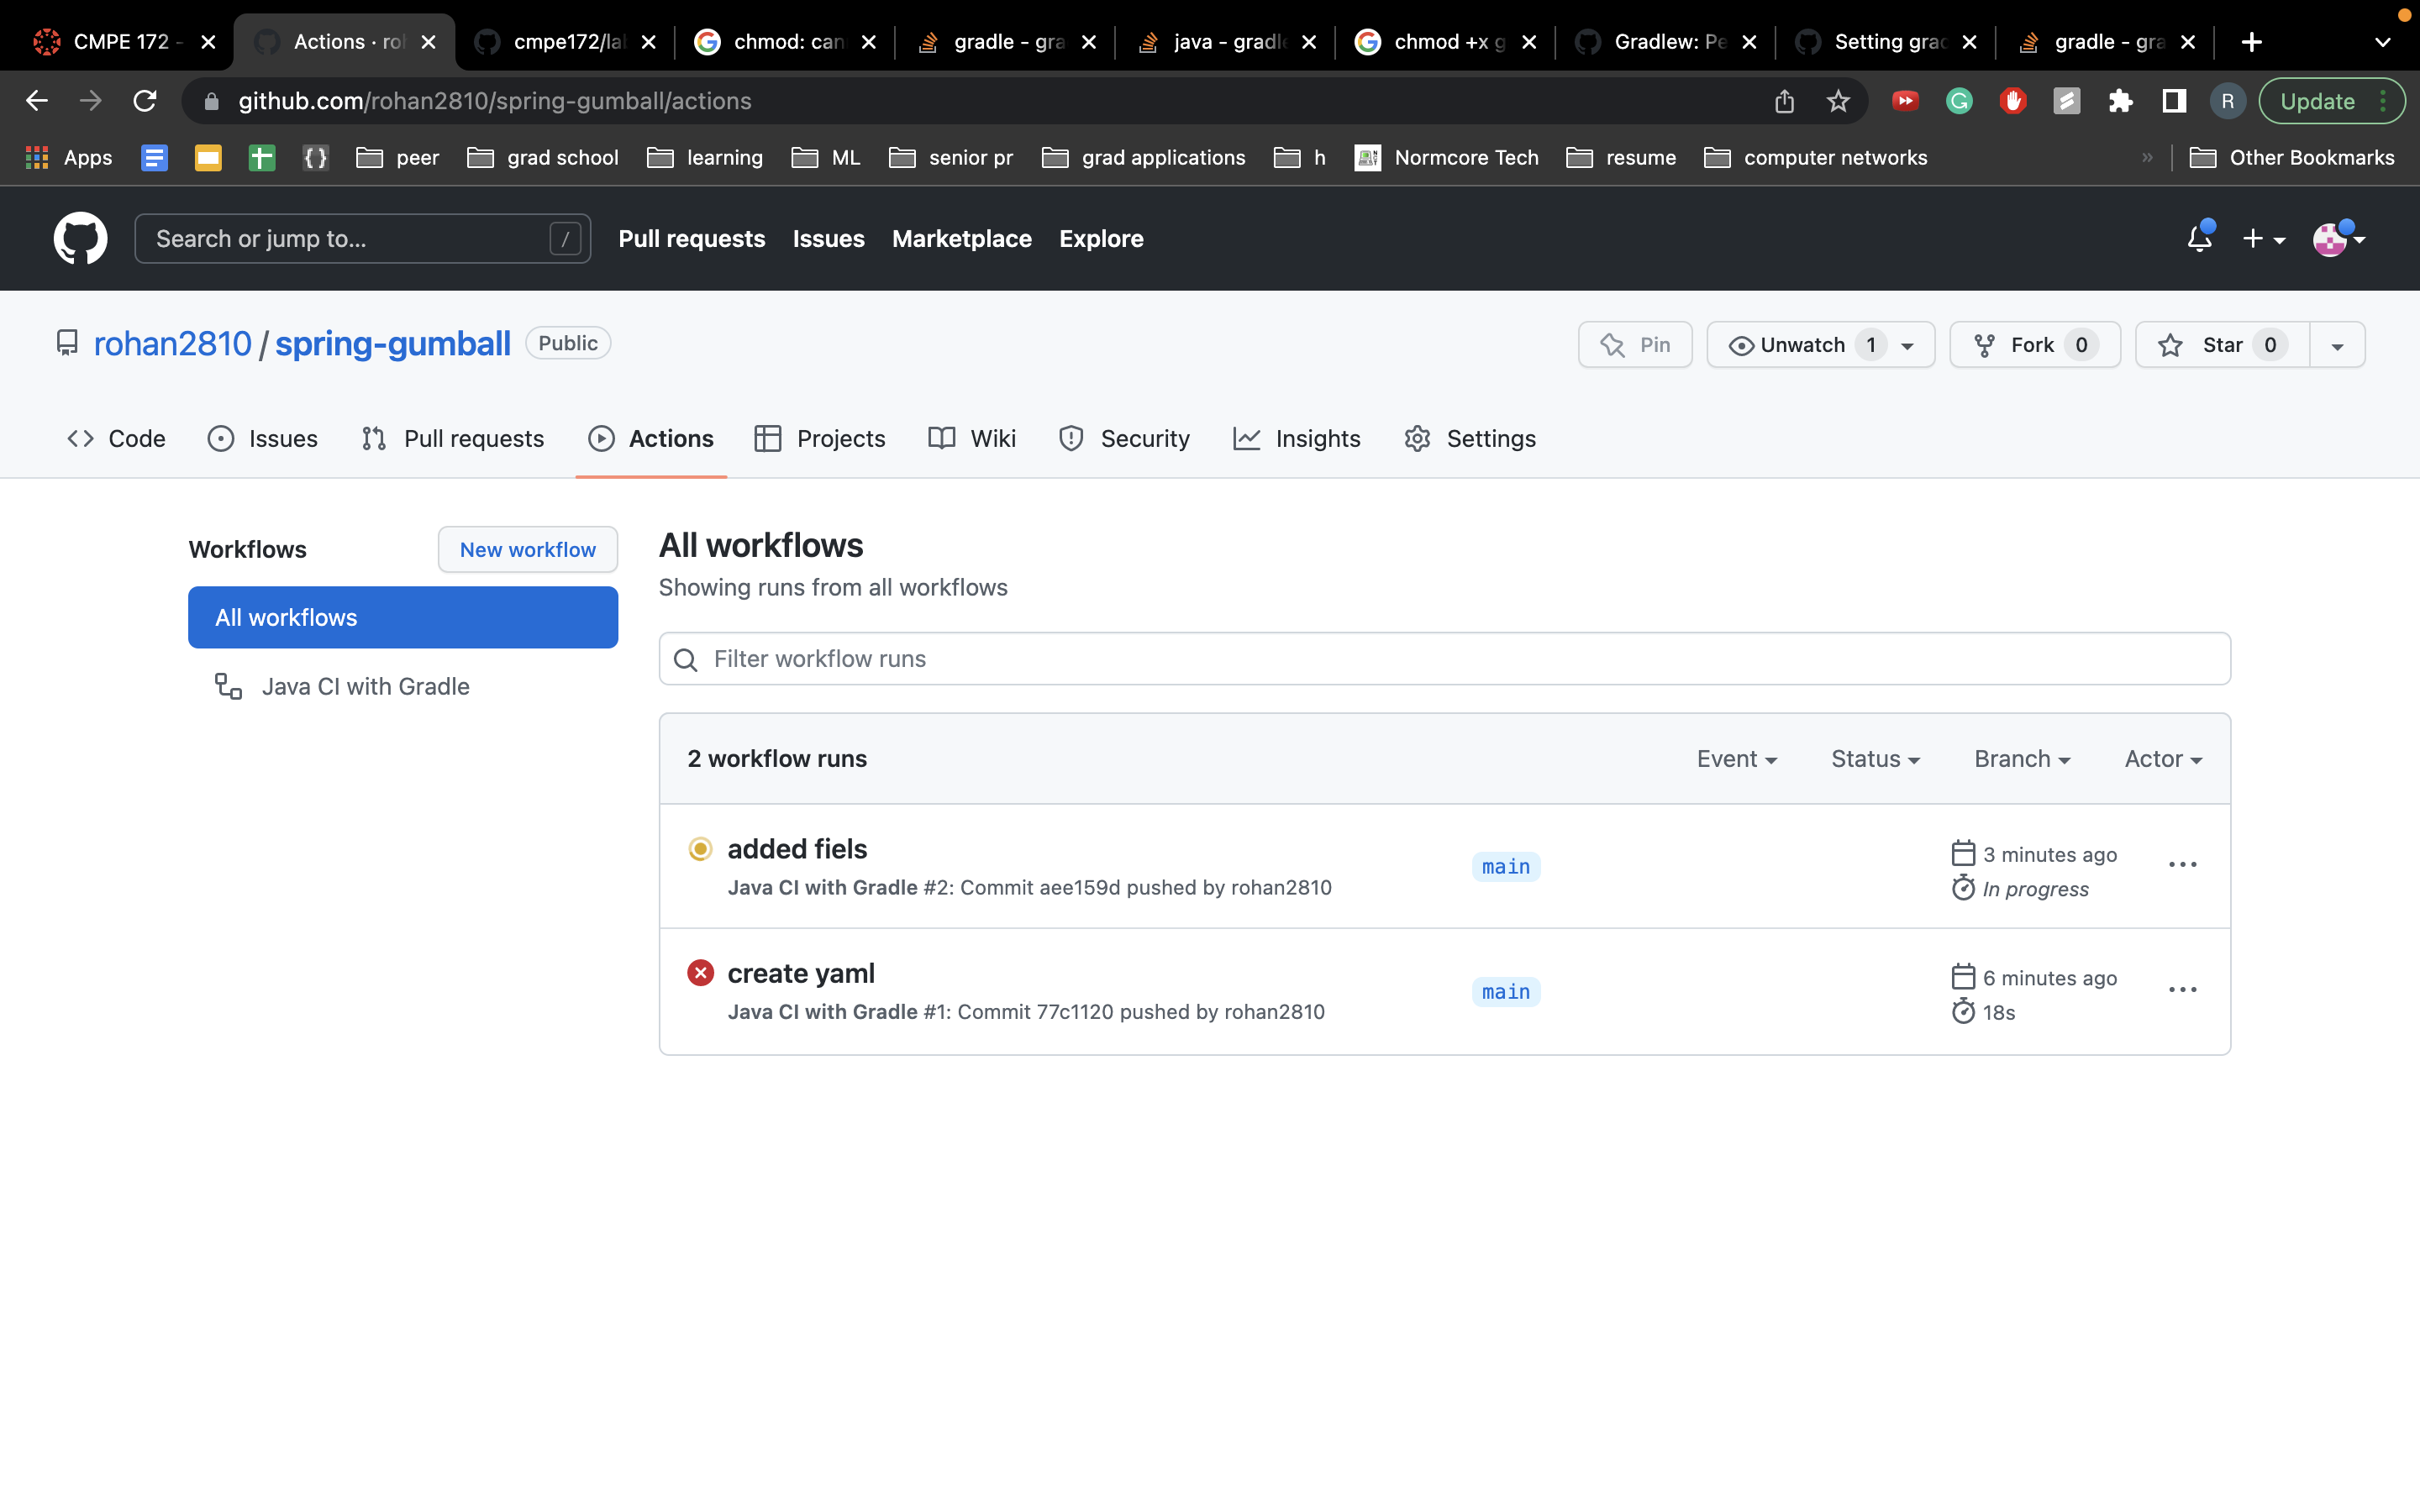 CMPE 172 -
Actions · roh
cmpe172/lab
chmod: can
gradle - gra
java - gradle
chmod +x g
Gradlew: Pe
Setting grad
gradle - gra
github.com/rohan2810/spring-gumball/actions
R
Update
Apps
{ }
peer
grad school
learning
ML
senior pr
grad applications
h
Normcore Tech
resume
computer networks
»
Other Bookmarks
Search or jump to...
/
Pull requests
Issues
Marketplace
Explore
rohan2810 / spring-gumball
Public
Pin
Unwatch 1
Fork 0
Star 0
Code
Issues
Pull requests
Actions
Projects
Wiki
Security
Insights
Settings
Workflows
New workflow
All workflows
Java CI with Gradle
All workflows
Showing runs from all workflows
Filter workflow runs
2 workflow runs
Event
Status
Branch
Actor
added fiels
Java CI with Gradle #2: Commit aee159d pushed by rohan2810
main
3 minutes ago
In progress
create yaml
Java CI with Gradle #1: Commit 77c1120 pushed by rohan2810
main
6 minutes ago
18s